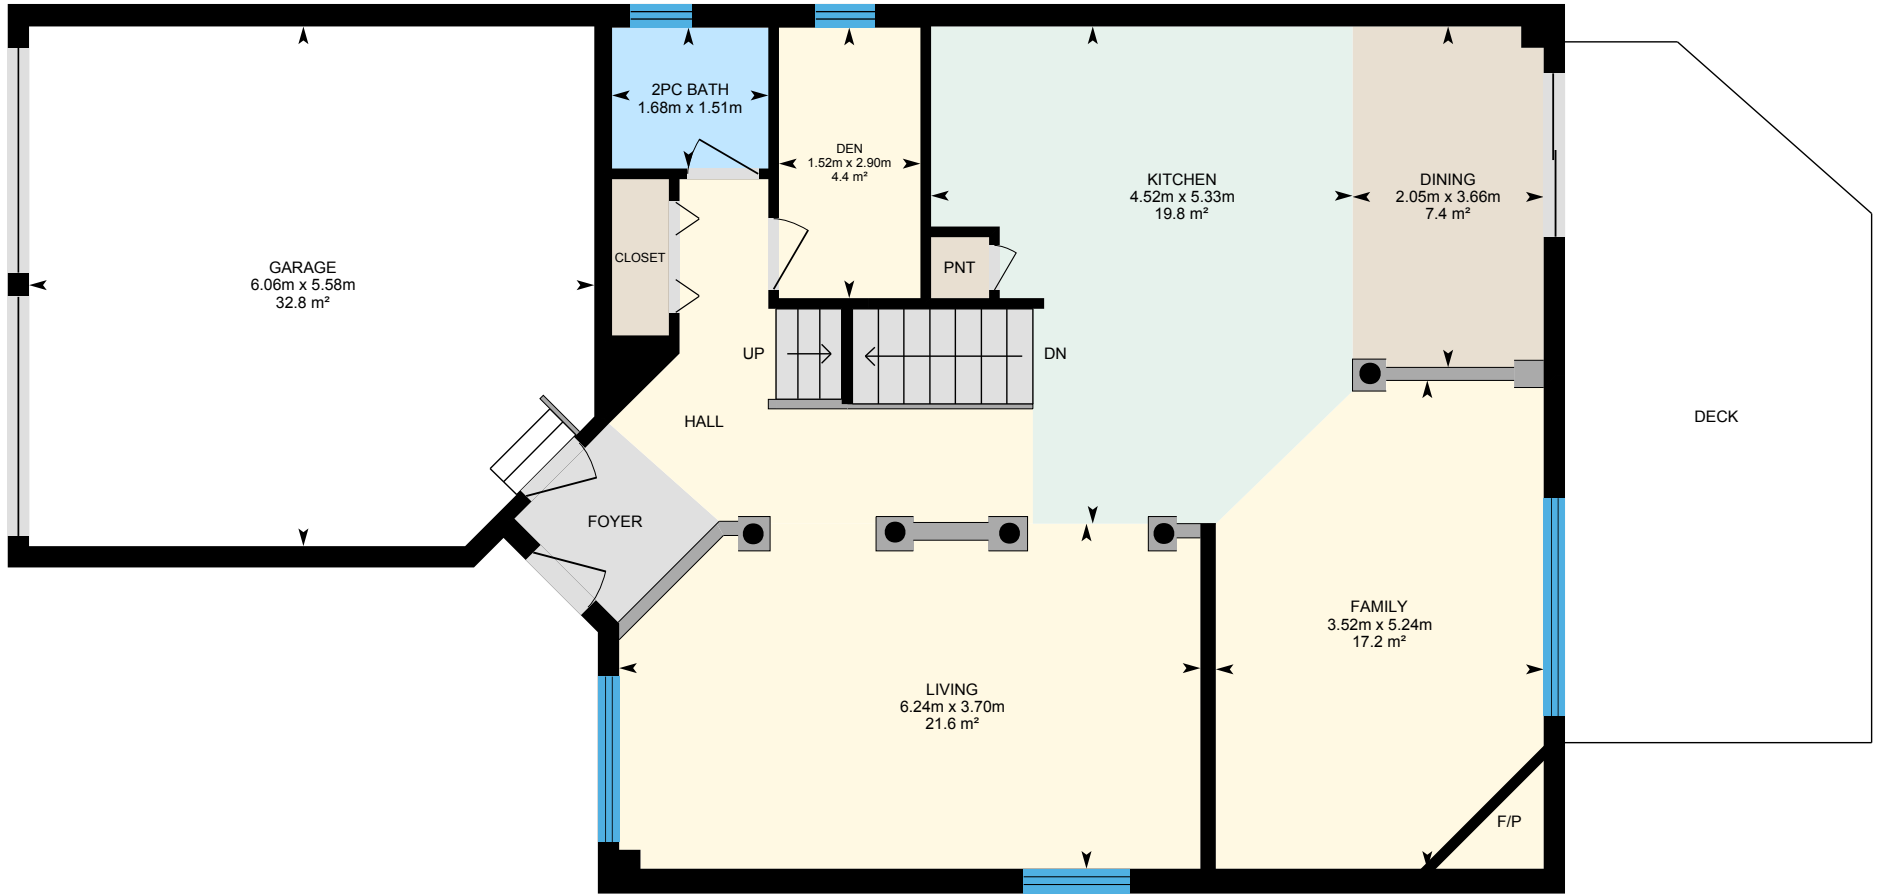 2PC BATH
1.68m x 1.51m
DEN
1.52m x 2.90m
4.4 m²
KITCHEN
4.52m x 5.33m
19.8 m²
DINING
2.05m x 3.66m
7.4 m²
GARAGE
6.06m x 5.58m
32.8 m²
CLOSET
PNT
UP
DN
HALL
DECK
FOYER
FAMILY
3.52m x 5.24m
17.2 m²
LIVING
6.24m x 3.70m
21.6 m²
F/P